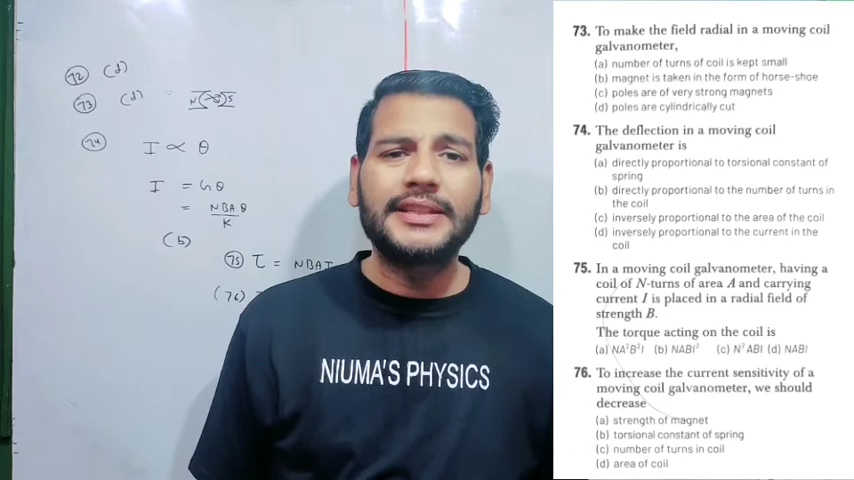 72 (d)
73 (d) ∵ N S
74 I ∝ θ
I = Gθ
= NBAθ
K
(b)
75 τ = NBAI
(76)
NIUMA'S PHYSICS
73. To make the field radial in a moving coil
galvanometer,
(a) number of turns of coil is kept small
(b) magnet is taken in the form of horse-shoe
(c) poles are of very strong magnets
(d) poles are cylindrically cut
74. The deflection in a moving coil
galvanometer is
(a) directly proportional to torsional constant of
spring
(b) directly proportional to the number of turns in
the coil
(c) inversely proportional to the area of the coil
(d) inversely proportional to the current in the
coil
75. In a moving coil galvanometer, having a
coil of N-turns of area A and carrying
current I is placed in a radial field of
strength B.
The torque acting on the coil is
(a) NA²B²I (b) NABI² (c) N²ABI (d) NABI
76. To increase the current sensitivity of a
moving coil galvanometer, we should
decrease
(a) strength of magnet
(b) torsional constant of spring
(c) number of turns in coil
(d) area of coil